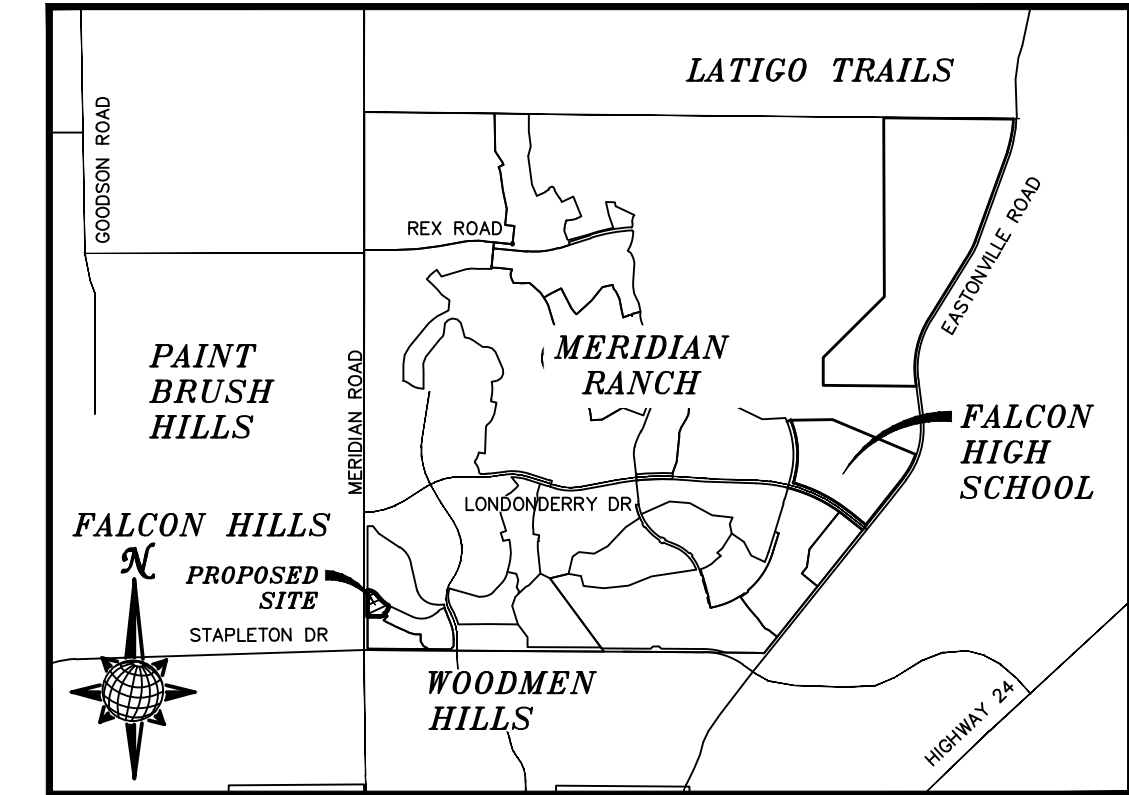 LATIGO TRAILS
GOODSON ROAD
REX ROAD
EASTONVILLE ROAD
PAINT
BRUSH
HILLS
MERIDIAN ROAD
MERIDIAN
RANCH
FALCON
HIGH
SCHOOL
LONDONDERRY DR
FALCON HILLS
N
PROPOSED
SITE
STAPLETON DR
WOODMEN
HILLS
HIGHWAY 24